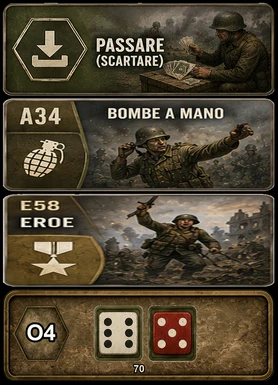 PASSARE
(SCARTARE)
A34
BOMBE A MANO
E58
EROE
O4
70